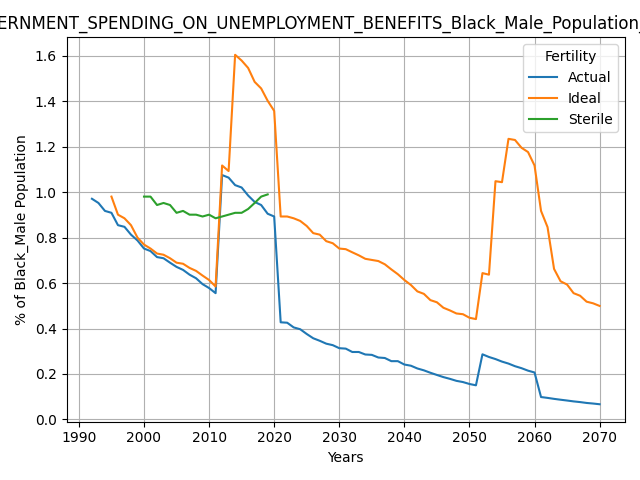 ERNMENT_SPENDING_ON_UNEMPLOYMENT_BENEFITS_Black_Male_Population_
Fertility
Actual
Ideal
Sterile
% of Black_Male Population
1.6
1.4
1.2
1.0
0.8
0.6
0.4
0.2
0.0
1990 2000 2010 2020 2030 2040 2050 2060 2070
Years